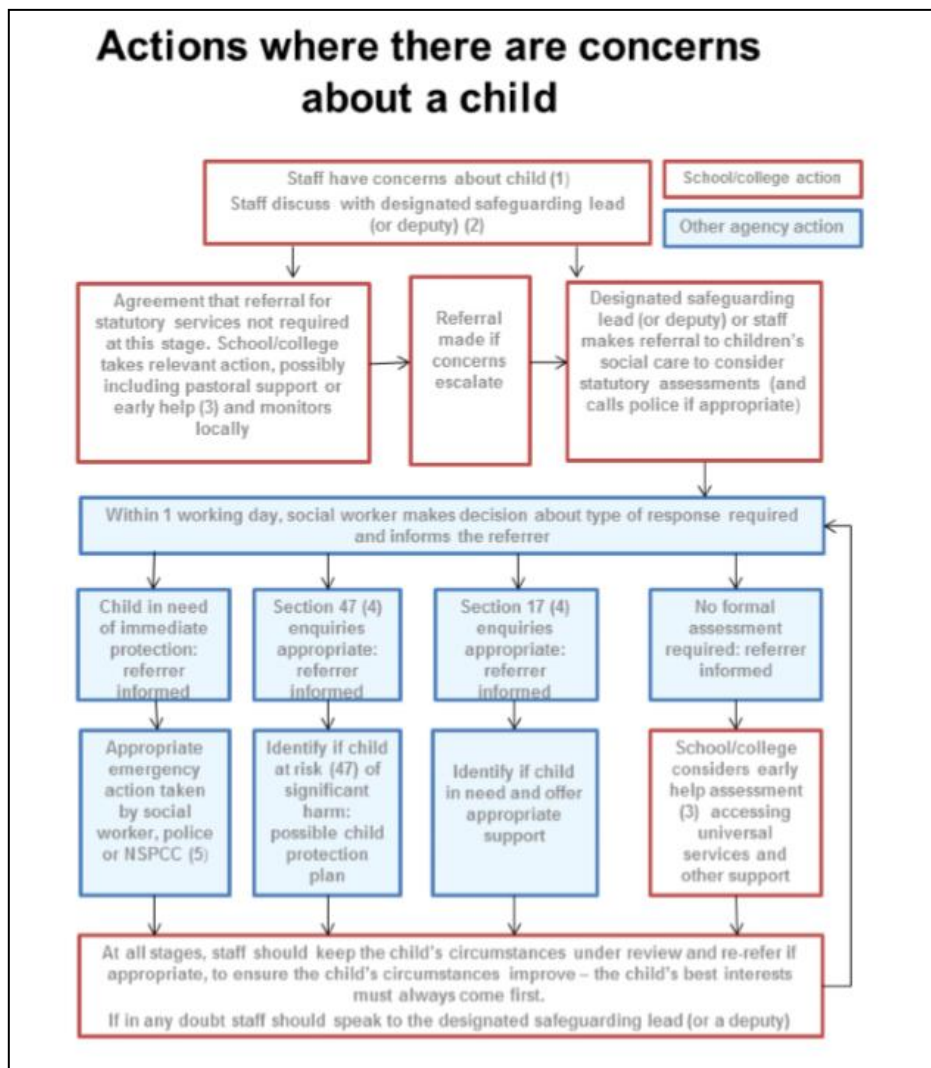 Actions where there are concerns
about a child
Staff have concerns about child (1)
Staff discuss with designated safeguarding lead
(or deputy) (2)
School/college action
Other agency action
Agreement that referral for
statutory services not required
at this stage. School/college
takes relevant action, possibly
including pastoral support or
early help (3) and monitors
locally
Referral
made if
concerns
escalate
Designated safeguarding
lead (or deputy) or staff
makes referral to children's
social care to consider
statutory assessments (and
calls police if appropriate)
Within 1 working day, social worker makes decision about type of response required
and informs the referrer
Child in need
of immediate
protection:
referrer
informed
Section 47 (4)
enquiries
appropriate:
referrer
informed
Section 17 (4)
enquiries
appropriate:
referrer
informed
No formal
assessment
required: referrer
informed
Appropriate
emergency
action taken
by social
worker, police
or NSPCC (5)
Identify if child
at risk (47) of
significant
harm:
possible child
protection
plan
Identify if child
in need and offer
appropriate
support
School/college
considers early
help assessment
(3) accessing
universal
services and
other support
At all stages, staff should keep the child's circumstances under review and re-refer if
appropriate, to ensure the child's circumstances improve – the child's best interests
must always come first.
If in any doubt staff should speak to the designated safeguarding lead (or a deputy)